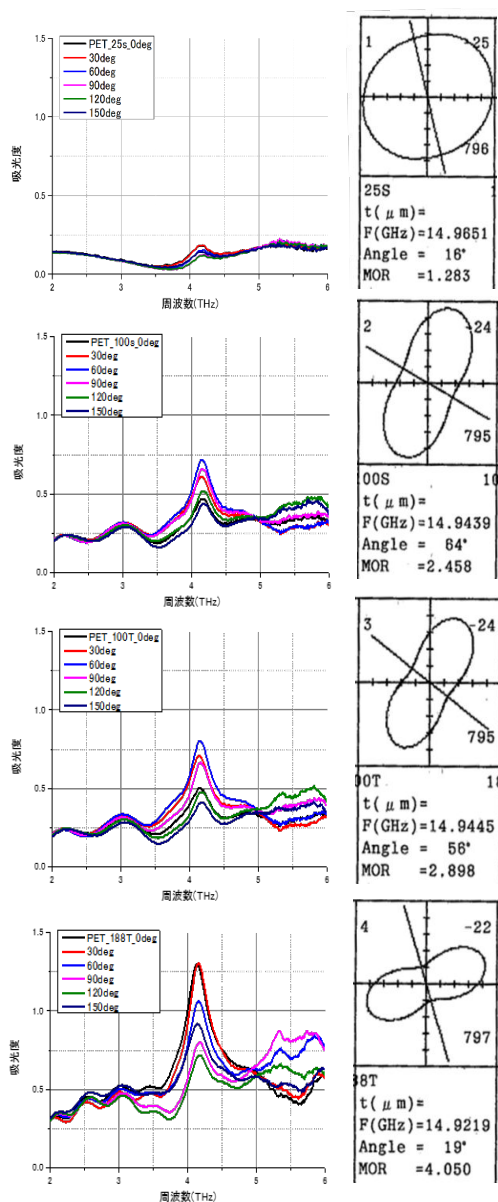 1.5
1.0
0.5
0.0
吸光度
PET_25s_0deg
30deg
60deg
90deg
120deg
150deg
2 3 4 5 6
周波数(THz)
1 -25
796
25S 1
t(μm)=
F(GHz)=14.9651
Angle = 16°
MOR =1.283
1.5
1.0
0.5
0.0
吸光度
PET_100s_0deg
30deg
60deg
90deg
120deg
150deg
2 3 4 5 6
周波数(THz)
2 -24
795
00S 10
t(μm)=
F(GHz)=14.9439
Angle = 64°
MOR =2.458
1.5
1.0
0.5
0.0
吸光度
PET_100T_0deg
30deg
60deg
90deg
120deg
150deg
2 3 4 5 6
周波数(THz)
3 -24
795
00T 18
t(μm)=
F(GHz)=14.9445
Angle = 58°
MOR =2.898
1.5
1.0
0.5
0.0
吸光度
PET_188T_0deg
30deg
60deg
90deg
120deg
150deg
2 3 4 5 6
周波数(THz)
4 -22
797
38T
t(μm)=
F(GHz)=14.9219
Angle = 19°
MOR =4.050